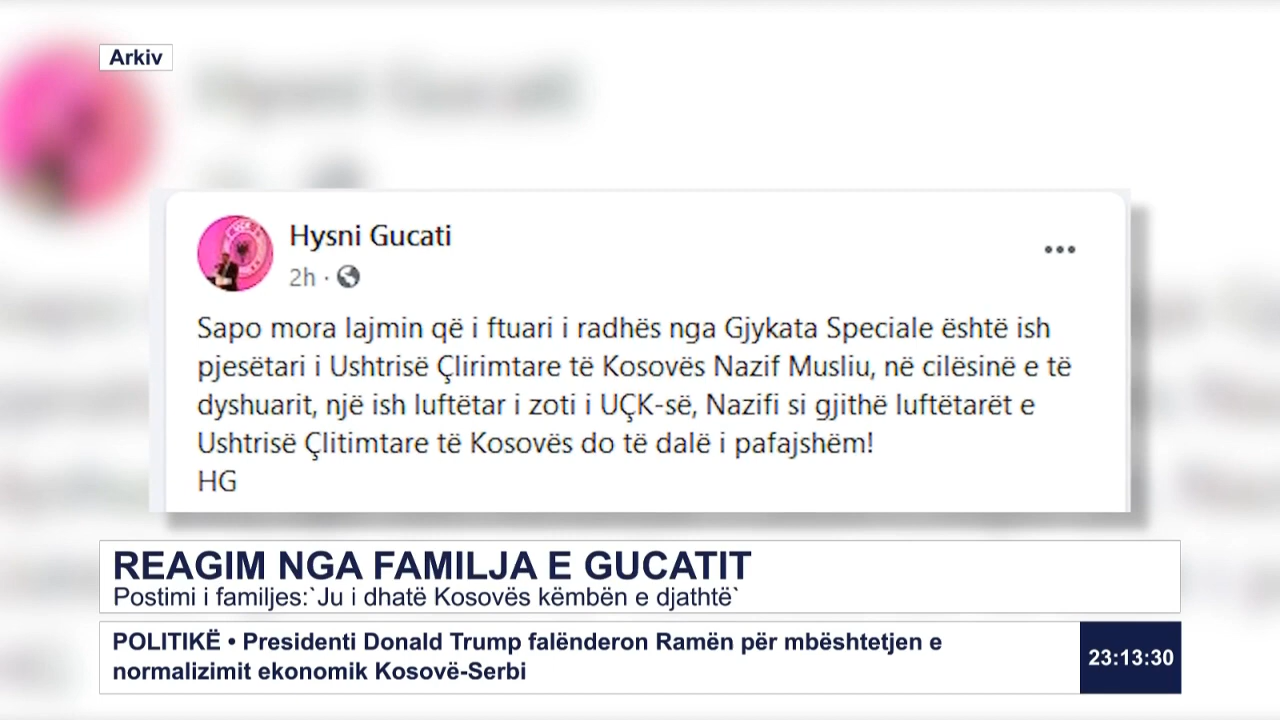 Arkiv
Hysni Gucati
Hysni Gucati
2h ·
Sapo mora lajmin që i ftuari i radhës nga Gjykata Speciale është ish
pjesëtari i Ushtrisë Çlirimtare të Kosovës Nazif Musliu, në cilësinë e të
dyshuarit, një ish luftëtar i zoti i UÇK-së, Nazifi si gjithë luftëtarët e
Ushtrisë Çlitimtare të Kosovës do të dalë i pafajshëm!
HG
REAGIM NGA FAMILJA E GUCATIT
Postimi i familjes:`Ju i dhatë Kosovës këmbën e djathtë`
POLITIKË • Presidenti Donald Trump falënderon Ramën për mbështetjen e
normalizimit ekonomik Kosovë-Serbi
23:13:30